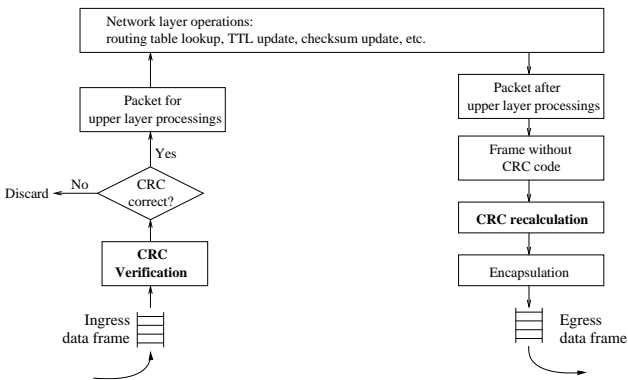 Network layer operations:
routing table lookup, TTL update, checksum update, etc.
Packet for
upper layer processings
Yes
No
Discard
CRC
correct?
CRC
Verification
Ingress
data frame
Packet after
upper layer processings
Frame without
CRC code
CRC recalculation
Encapsulation
Egress
data frame